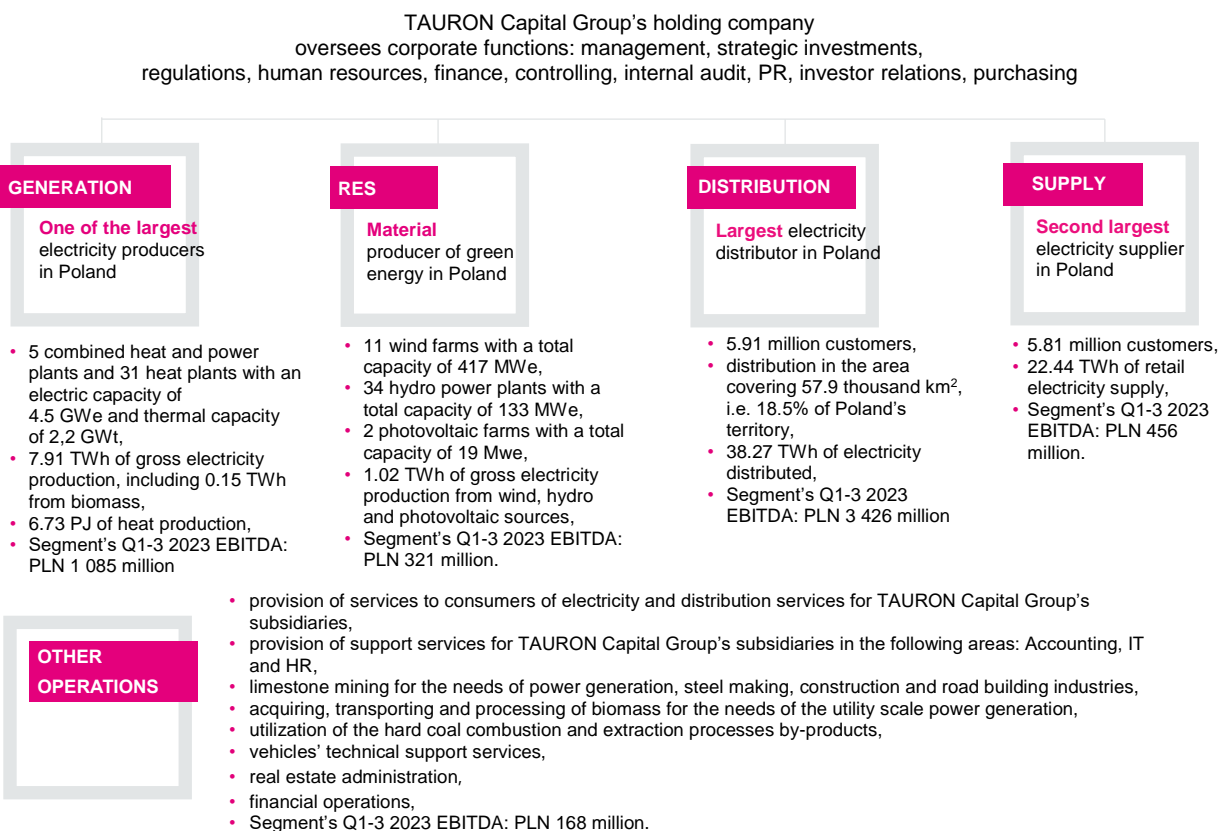 TAURON Capital Group's holding company
oversees corporate functions: management, strategic investments,
regulations, human resources, finance, controlling, internal audit, PR, investor relations, purchasing
GENERATION
One of the largest
electricity producers
in Poland
• 5 combined heat and power
plants and 31 heat plants with an
electric capacity of
4.5 GWe and thermal capacity
of 2,2 GWt,
• 7.91 TWh of gross electricity
production, including 0.15 TWh
from biomass,
• 6.73 PJ of heat production,
• Segment's Q1-3 2023 EBITDA:
PLN 1 085 million
RES
Material
producer of green
energy in Poland
• 11 wind farms with a total
capacity of 417 MWe,
• 34 hydro power plants with a
total capacity of 133 MWe,
• 2 photovoltaic farms with a total
capacity of 19 Mwe,
• 1.02 TWh of gross electricity
production from wind, hydro
and photovoltaic sources,
• Segment's Q1-3 2023 EBITDA:
PLN 321 million.
DISTRIBUTION
Largest electricity
distributor in Poland
• 5.91 million customers,
• distribution in the area
covering 57.9 thousand km²,
i.e. 18.5% of Poland's
territory,
• 38.27 TWh of electricity
distributed,
• Segment's Q1-3 2023
EBITDA: PLN 3 426 million
SUPPLY
Second largest
electricity supplier
in Poland
• 5.81 million customers,
• 22.44 TWh of retail
electricity supply,
• Segment's Q1-3 2023
EBITDA: PLN 456
million.
OTHER
OPERATIONS
• provision of services to consumers of electricity and distribution services for TAURON Capital Group's
subsidiaries,
• provision of support services for TAURON Capital Group's subsidiaries in the following areas: Accounting, IT
and HR,
• limestone mining for the needs of power generation, steel making, construction and road building industries,
• acquiring, transporting and processing of biomass for the needs of the utility scale power generation,
• utilization of the hard coal combustion and extraction processes by-products,
• vehicles' technical support services,
• real estate administration,
• financial operations,
• Segment's Q1-3 2023 EBITDA: PLN 168 million.